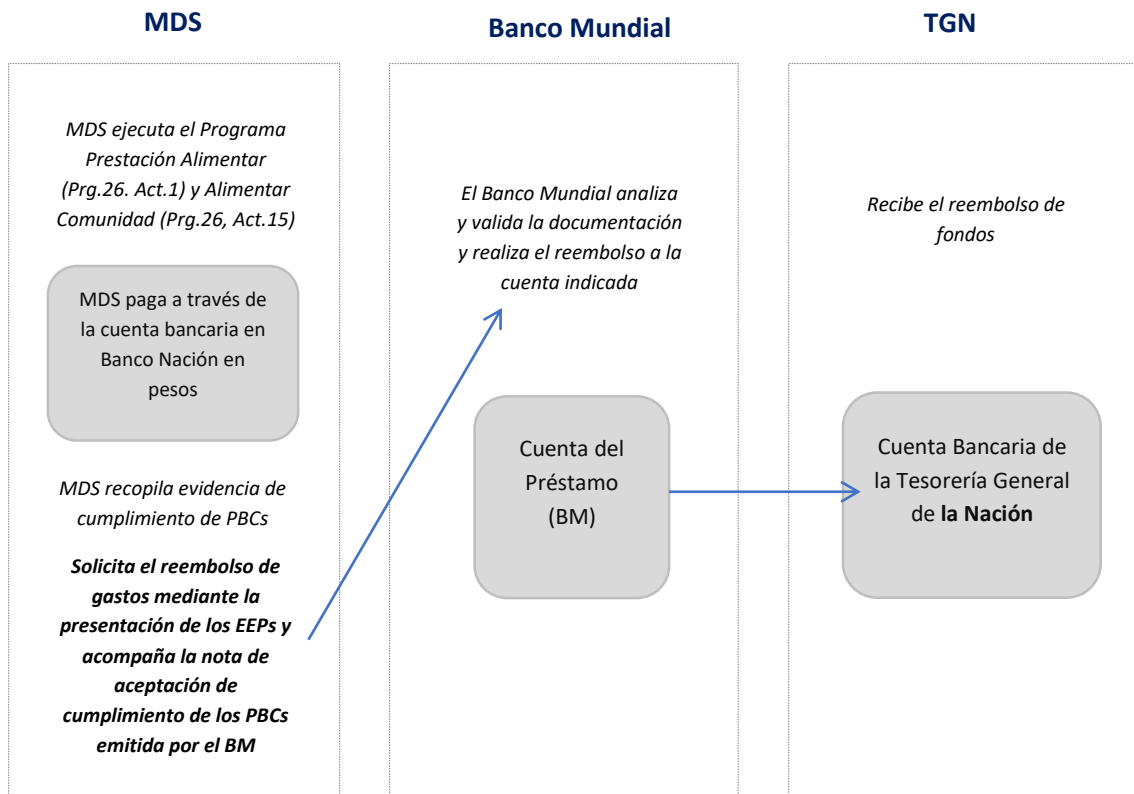 MDS
MDS ejecuta el Programa
Prestación Alimentar
(Prg.26. Act.1) y Alimentar
Comunidad (Prg.26, Act.15)
MDS paga a través de
la cuenta bancaria en
Banco Nación en
pesos
MDS recopila evidencia de
cumplimiento de PBCs
Solicita el reembolso de
gastos mediante la
presentación de los EEPs y
acompaña la nota de
aceptación de
cumplimiento de los PBCs
emitida por el BM
Banco Mundial
El Banco Mundial analiza
y valida la documentación
y realiza el reembolso a la
cuenta indicada
Cuenta del
Préstamo
(BM)
TGN
Recibe el reembolso de
fondos
Cuenta Bancaria de
la Tesorería General
de la Nación